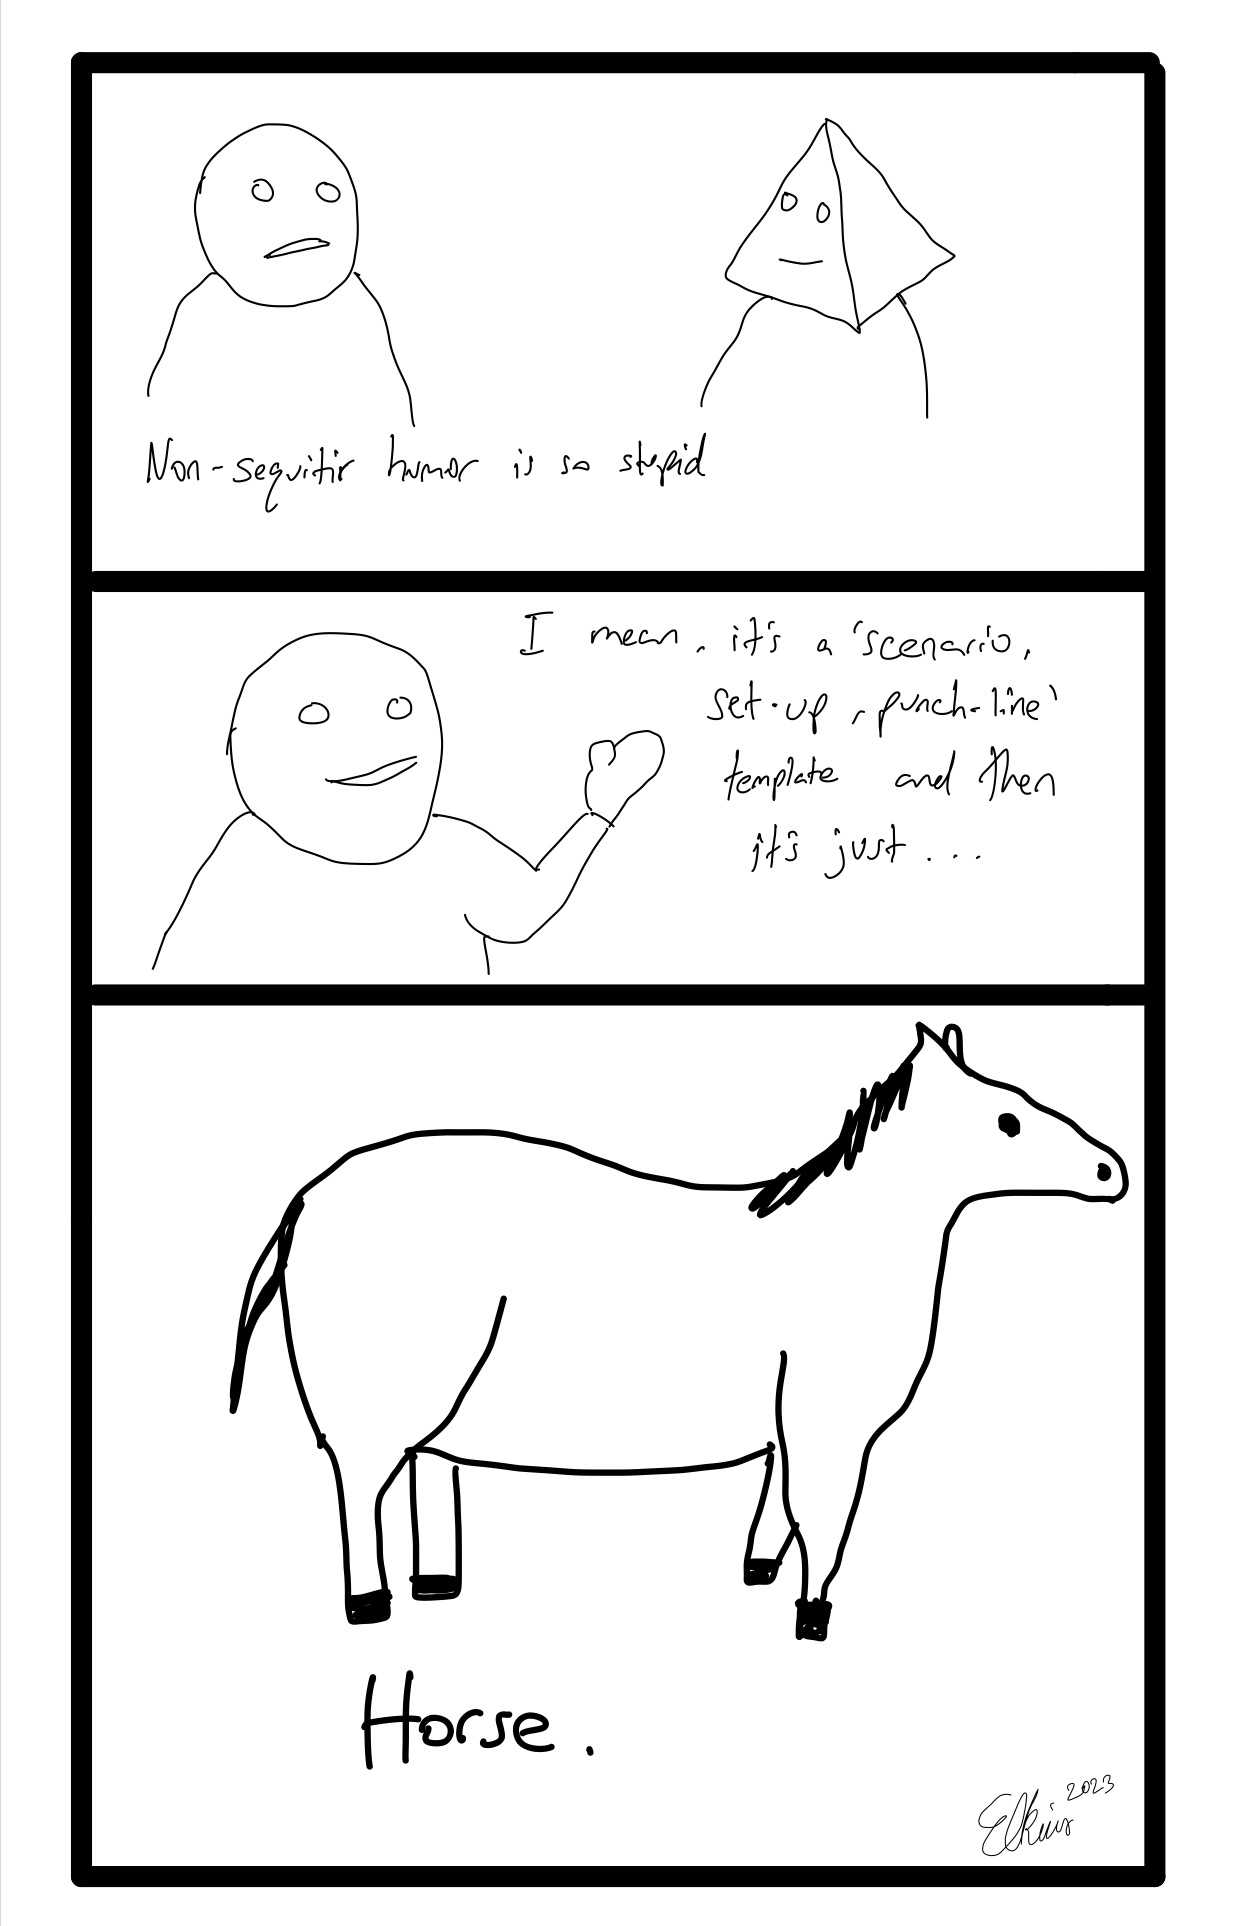 Non-sequitir humor is so stupid
I mean, it's a 'scenario,
set-up, punch-line'
template and then
it's just...
Horse.
Elkins 2023